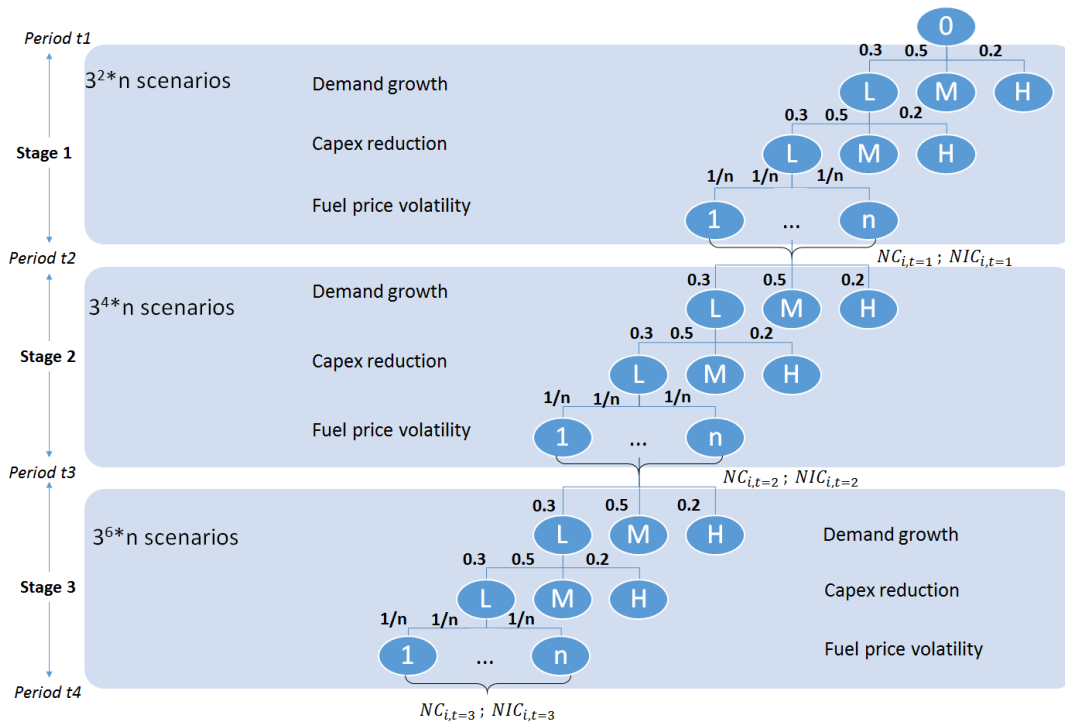 0
Period t1
0.3 0.5 0.2
3²*n scenarios
Demand growth
L M H
0.3 0.5 0.2
Capex reduction
L M H
Stage 1
1/n 1/n 1/n
Fuel price volatility
1 ... n
Period t2
NC_{i,t=1} ; NIC_{i,t=1}
0.3 0.5 0.2
3⁴*n scenarios
Demand growth
L M H
0.3 0.5 0.2
Stage 2
Capex reduction
L M H
1/n 1/n 1/n
Fuel price volatility
1 ... n
Period t3
NC_{i,t=2} ; NIC_{i,t=2}
0.3 0.5 0.2
3⁶*n scenarios
L M H
Demand growth
0.3 0.5 0.2
Stage 3
L M H
Capex reduction
1/n 1/n 1/n
1 ... n
Fuel price volatility
Period t4
NC_{i,t=3} ; NIC_{i,t=3}